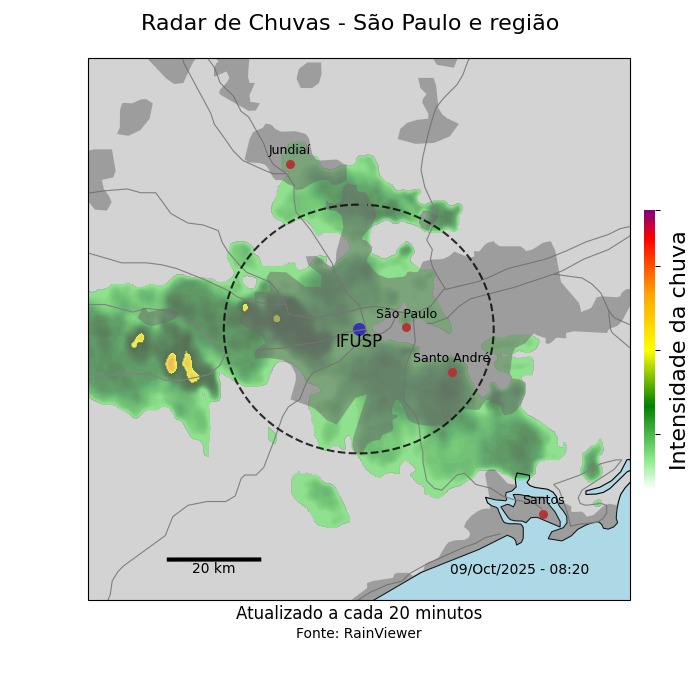 Radar de Chuvas - São Paulo e região
Jundiaí
São Paulo
IFUSP
Santo André
Intensidade da chuva
Santos
20 km
09/Oct/2025 - 08:20
Atualizado a cada 20 minutos
Fonte: RainViewer